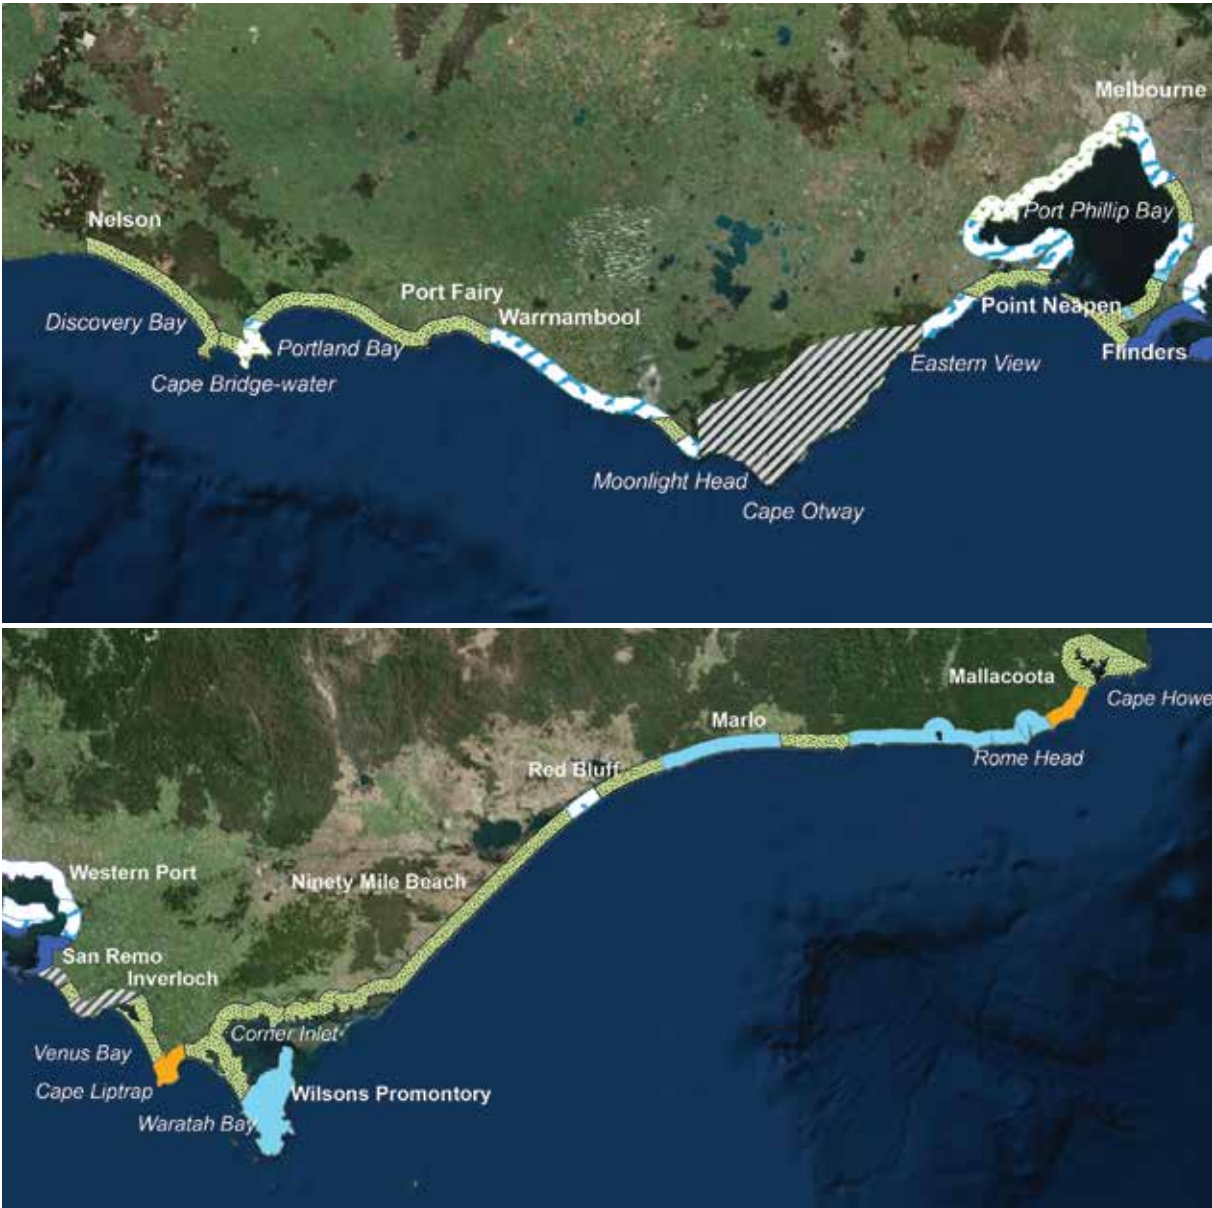 Melbourne
Nelson
Port Phillip Bay
Port Fairy
Discovery Bay
Warrnambool
Point Neapen
Portland Bay
Flinders
Eastern View
Cape Bridge-water
Moonlight Head
Cape Otway
Mallacoota
Cape Howe
Marlo
Rome Head
Red Bluff
Western Port
Ninety Mile Beach
San Remo
Inverloch
Corner Inlet
Venus Bay
Cape Liptrap
Wilsons Promontory
Waratah Bay